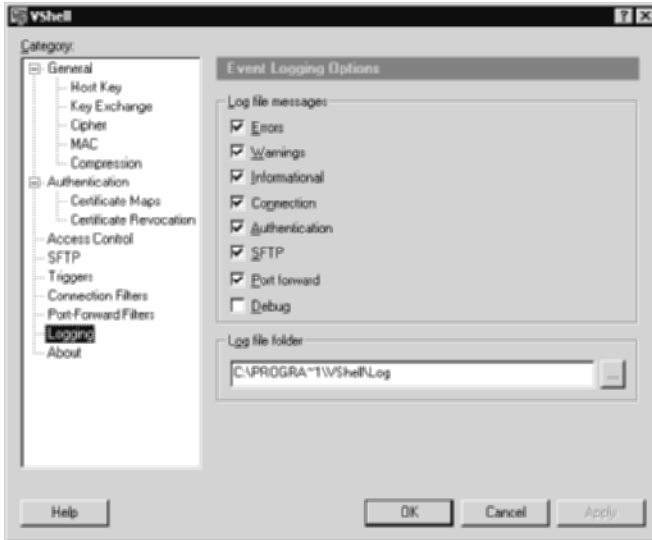 VShell
Category:
General
Host Key
Key Exchange
Cipher
MAC
Compression
Authentication
Certificate Maps
Certificate Revocation
Access Control
SFTP
Triggers
Connection Filters
Port-Forward Filters
Logging
About
Event Logging Options
Log file messages
Errors
Warnings
Informational
Connection
Authentication
SFTP
Port forward
Debug
Log file folder
C:\PROGRA~1\VShell\Log
...
Help
OK
Cancel
Apply